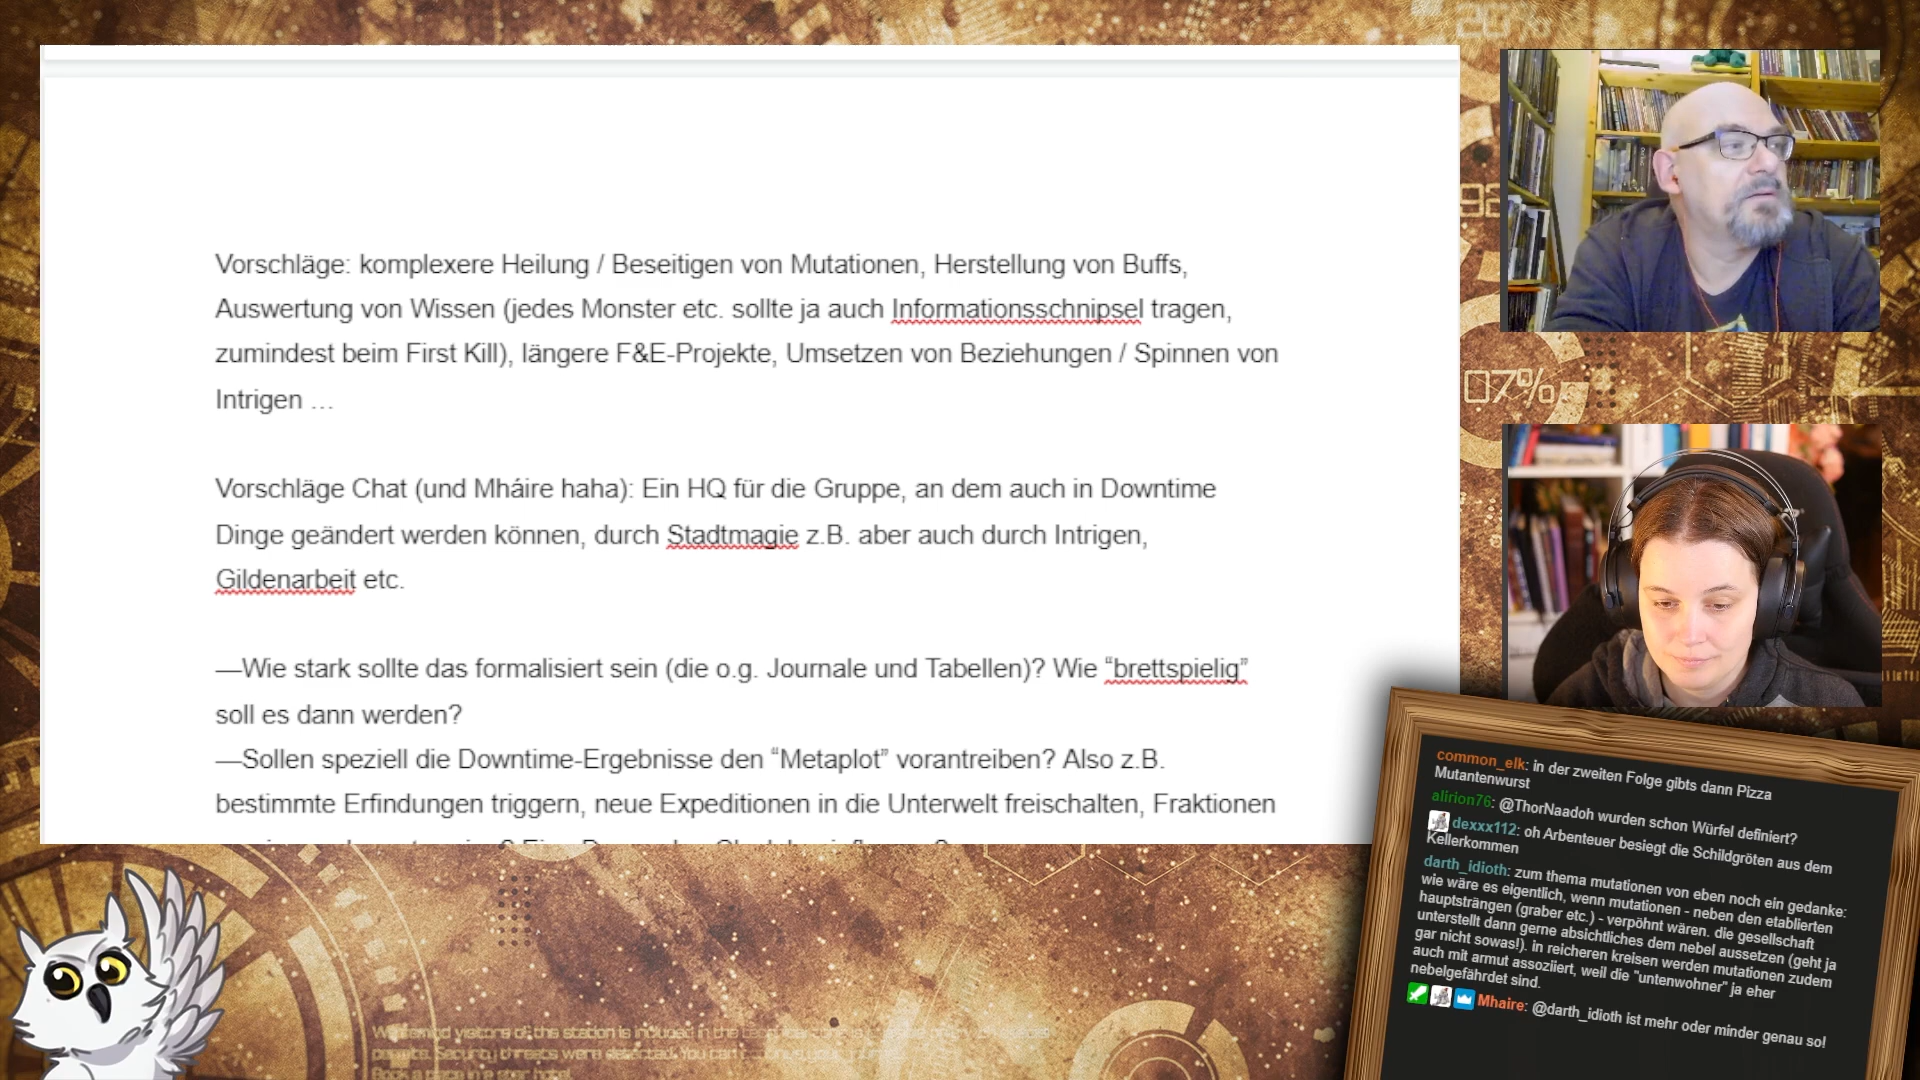 Vorschläge: komplexere Heilung / Beseitigen von Mutationen, Herstellung von Buffs,
Auswertung von Wissen (jedes Monster etc. sollte ja auch Informationsschnipsel tragen,
zumindest beim First Kill), längere F&E-Projekte, Umsetzen von Beziehungen / Spinnen von
Intrigen …
Vorschläge Chat (und Mháire haha): Ein HQ für die Gruppe, an dem auch in Downtime
Dinge geändert werden können, durch Stadtmagie z.B. aber auch durch Intrigen,
Gildenarbeit etc.
—Wie stark sollte das formalisiert sein (die o.g. Journale und Tabellen)? Wie “brettspielig”
soll es dann werden?
—Sollen speziell die Downtime-Ergebnisse den “Metaplot” vorantreiben? Also z.B.
bestimmte Erfindungen triggern, neue Expeditionen in die Unterwelt freischalten, Fraktionen
20%
92
07%
common_elk: in der zweiten Folge gibts dann Pizza
Mutantenwurst
alirion76: @ThorNaadoh wurden schon Würfel definiert?
dexxx112: oh Arbenteuer besiegt die Schildgröten aus dem
Kellerkommen
darth_idioth: zum thema mutationen von eben noch ein gedanke:
wie wäre es eigentlich, wenn mutationen - neben den etablierten
hauptsträngen (graber etc.) - verpöhnt wären. die gesellschaft
unterstellt dann gerne absichtliches dem nebel aussetzen (geht ja
gar nicht sowas!). in reicheren kreisen werden mutationen zudem
auch mit armut assoziiert, weil die "untenwohner" ja eher
nebelgefährdet sind.
Mhaire: @darth_idioth ist mehr oder minder genau so!